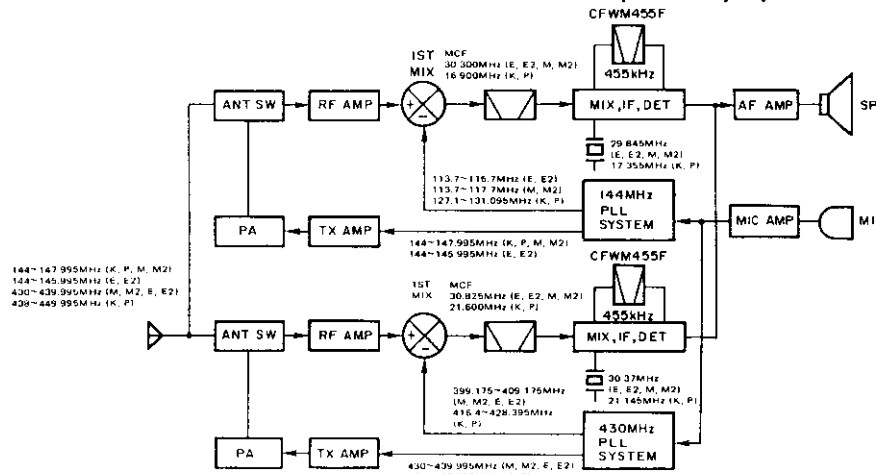 CFWM455F
1ST
MIX
MCF
30.300MHz (E, E2, M, M2)
16.900MHz (K, P)
455kHz
ANT SW
RF AMP
MIX, IF, DET
AF AMP
SP
29.845MHz
(E, E2, M, M2)
17.355MHz (K, P)
113.7~115.7MHz (E, E2)
113.7~117.7MHz (M, M2)
127.1~131.095MHz (K, P)
144MHz
PLL
SYSTEM
MIC AMP
MI
PA
TX AMP
144~147.995MHz (K, P, M, M2)
144~145.995MHz (E, E2)
144~147.995MHz (K, P, M, M2)
144~145.995MHz (E, E2)
430~439.995MHz (M, M2, E, E2)
438~449.995MHz (K, P)
CFWM455F
1ST
MIX
MCF
30.825MHz (E, E2, M, M2)
21.600MHz (K, P)
455kHz
ANT SW
RF AMP
MIX, IF, DET
30.37MHz
(E, E2, M, M2)
21.145MHz (K, P)
399.175~409.175MHz
(M, M2, E, E2)
416.4~428.395MHz
(K, P)
430MHz
PLL
SYSTEM
PA
TX AMP
430~439.995MHz (M, M2, E, E2)